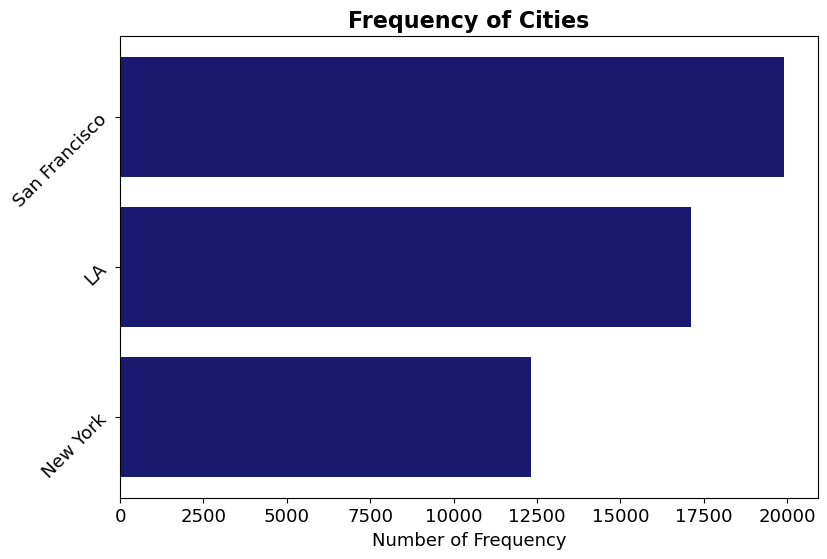 Frequency of Cities
San Francisco
LA
New York
0 2500 5000 7500 10000 12500 15000 17500 20000
Number of Frequency